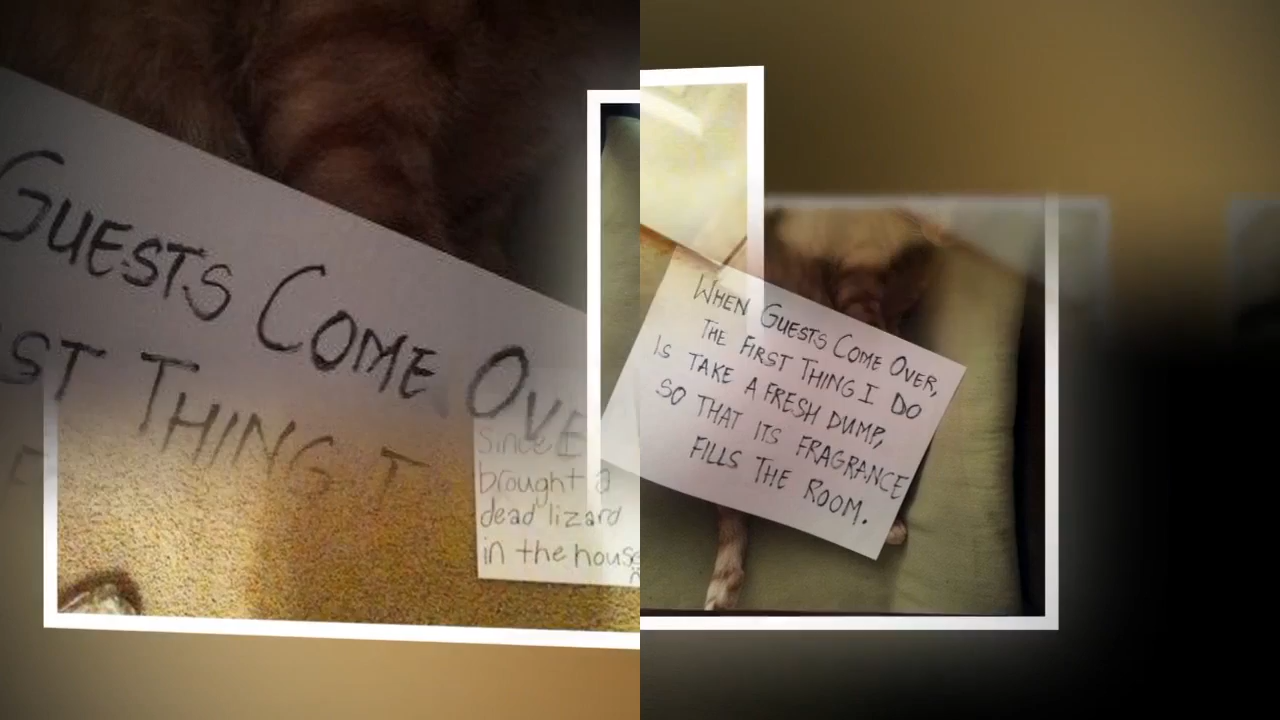 GUESTS COME OVE
ST THING
Since I
brought a
dead lizard
in the house
WHEN GUESTS COME OVER,
THE FIRST THING I DO
IS TAKE A FRESH DUMP,
SO THAT ITS FRAGRANCE
FILLS THE ROOM.